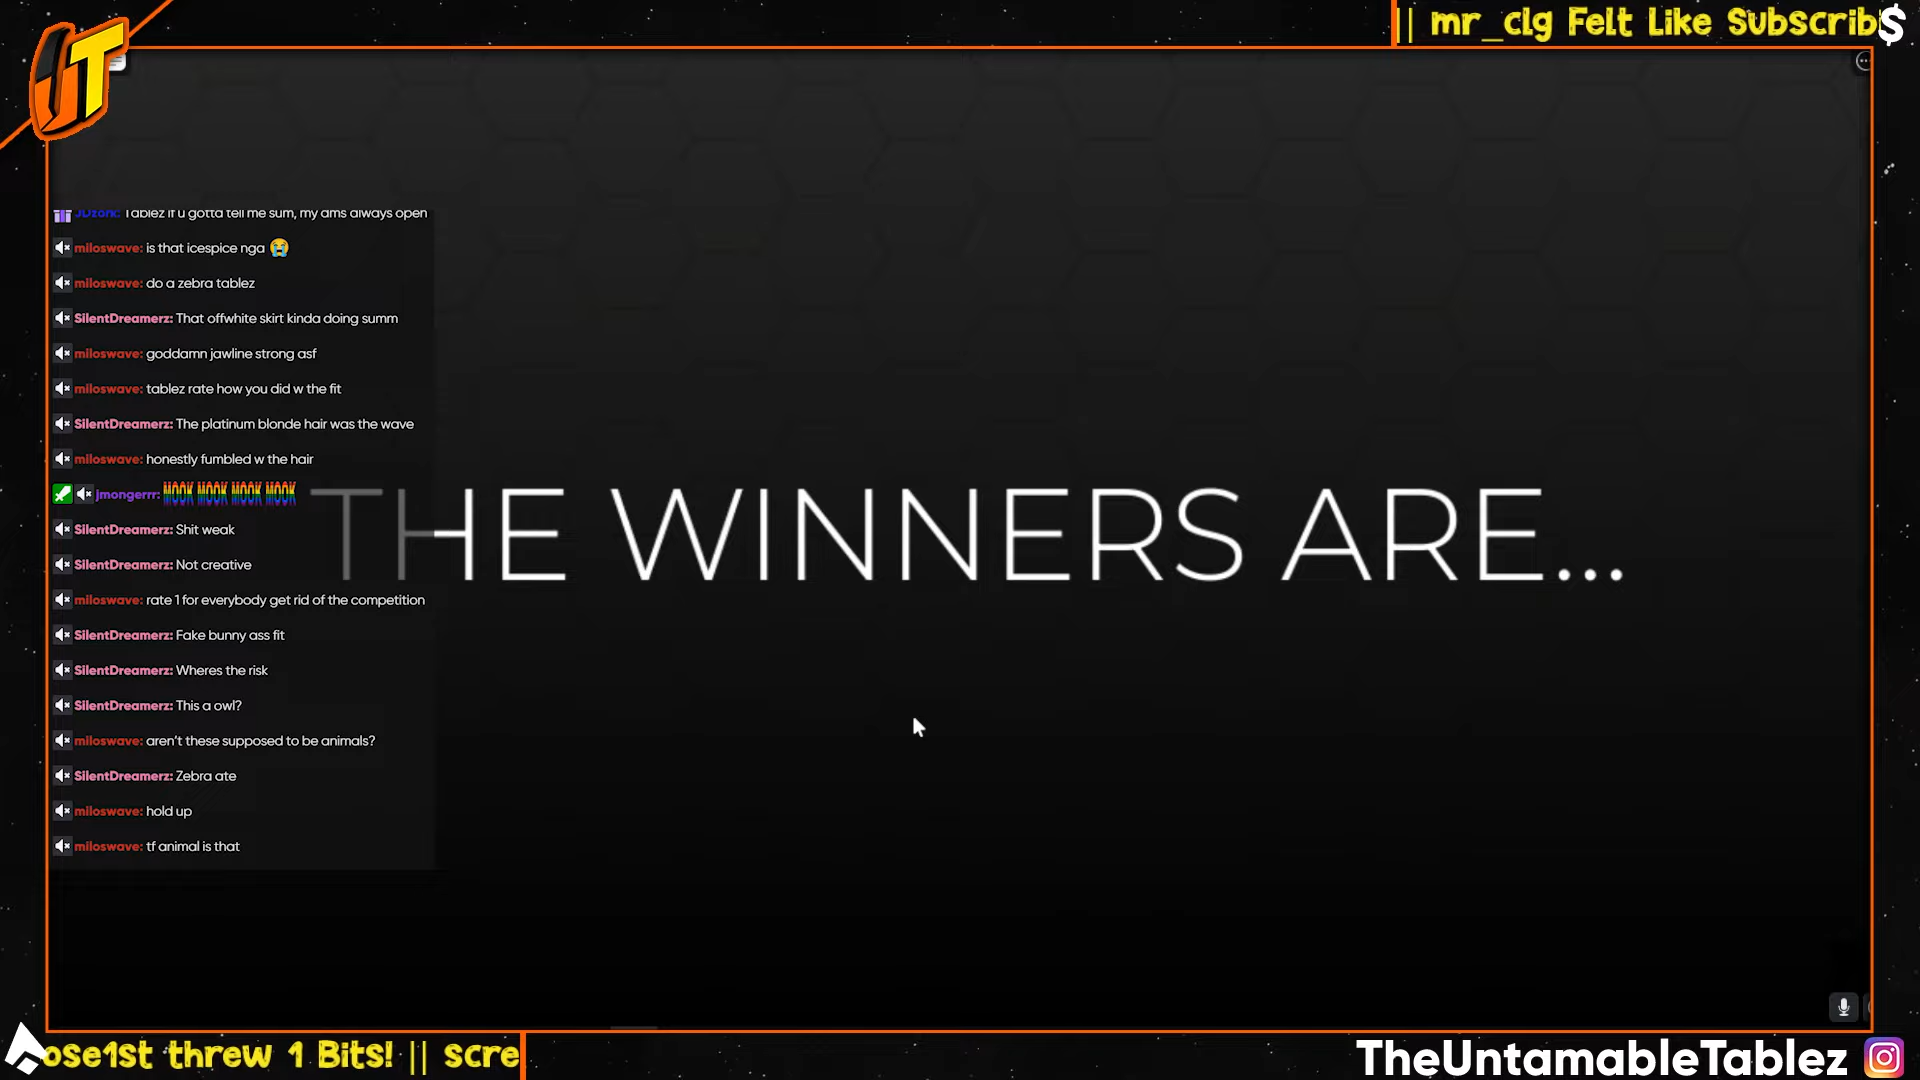 || mr_clg Felt Like Subscrib
$
JT
JDzonk: Tablez if u gotta tell me sum, my dms always open
miloswave: is that icespice nga 😭
miloswave: do a zebra tablez
SilentDreamerz: That offwhite skirt kinda doing summ
miloswave: goddamn jawline strong asf
miloswave: tablez rate how you did w the fit
SilentDreamerz: The platinum blonde hair was the wave
miloswave: honestly fumbled w the hair
jmongerrr: MOOK MOOK MOOK MOOK
THE WINNERS ARE...
SilentDreamerz: Shit weak
SilentDreamerz: Not creative
miloswave: rate 1 for everybody get rid of the competition
SilentDreamerz: Fake bunny ass fit
SilentDreamerz: Wheres the risk
SilentDreamerz: This a owl?
miloswave: aren't these supposed to be animals?
SilentDreamerz: Zebra ate
miloswave: hold up
miloswave: tf animal is that
ose1st threw 1 Bits! || scre
TheUntamableTablez